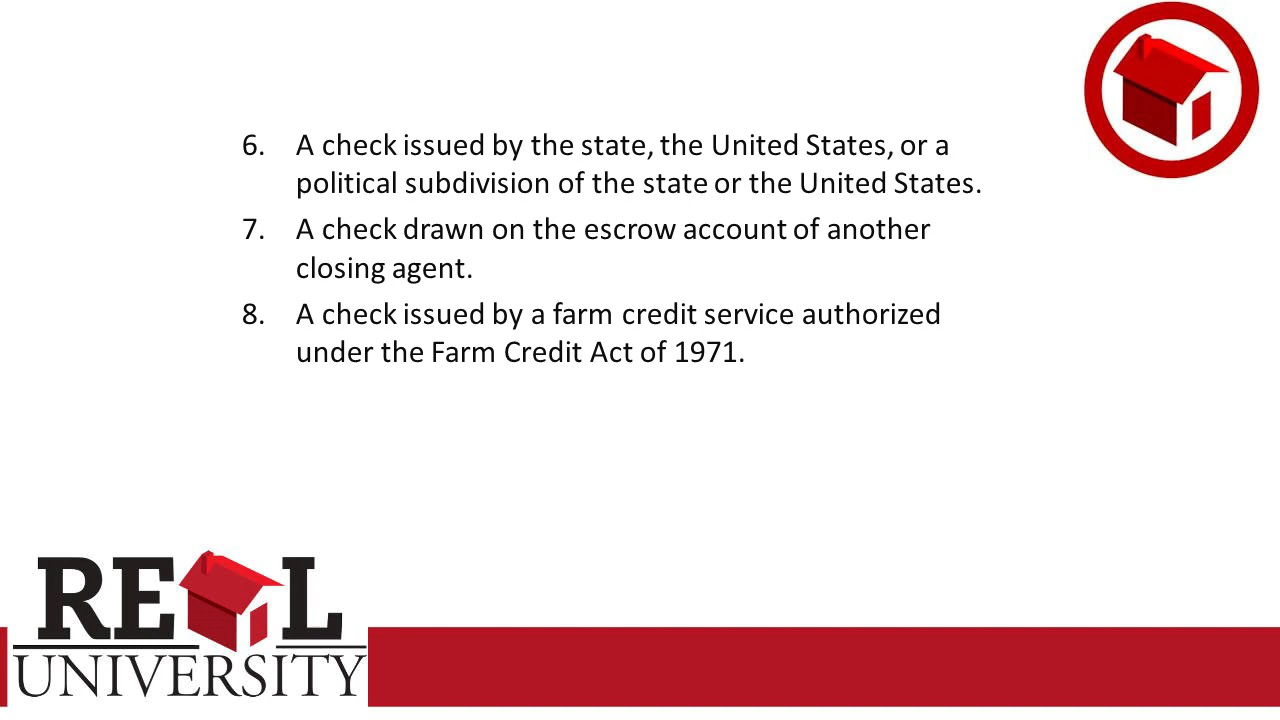 6. A check issued by the state, the United States, or a
political subdivision of the state or the United States.
7. A check drawn on the escrow account of another
closing agent.
8. A check issued by a farm credit service authorized
under the Farm Credit Act of 1971.
RE L
UNIVERSITY